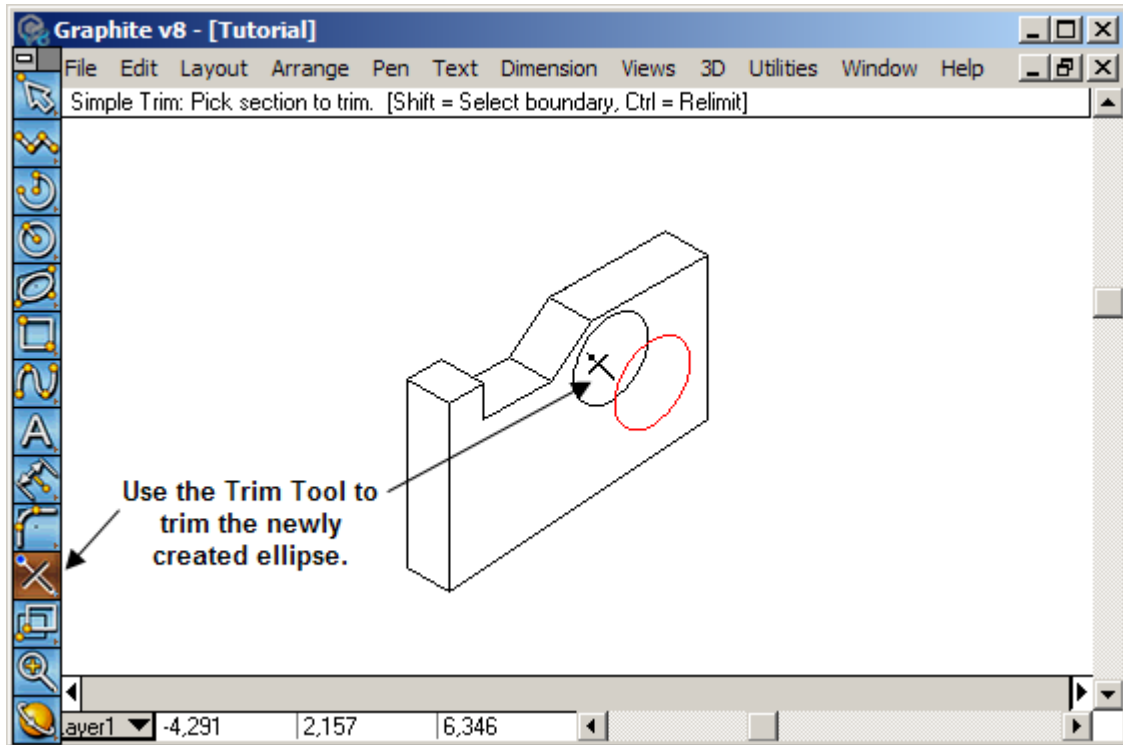 Graphite v8 - [Tutorial]
File Edit Layout Arrange Pen Text Dimension Views 3D Utilities Window Help
Simple Trim: Pick section to trim. [Shift = Select boundary, Ctrl = Relimit]
A
Use the Trim Tool to
trim the newly
created ellipse.
ayer1 -4,291 2,157 6,346